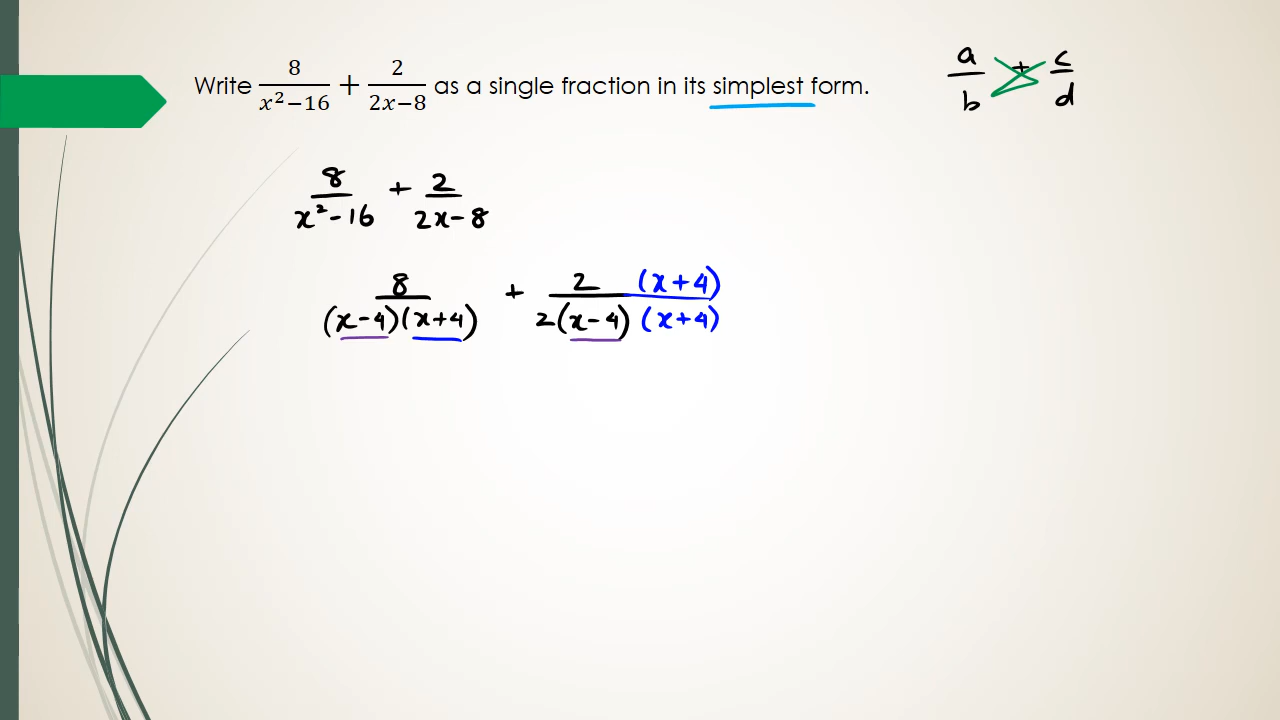 Write 8/(x²−16) + 2/(2x−8) as a single fraction in its simplest form.
a/b + c/d
8/(x²-16) + 2/(2x-8)
8/((x-4)(x+4)) + 2(x+4)/(2(x-4)(x+4))